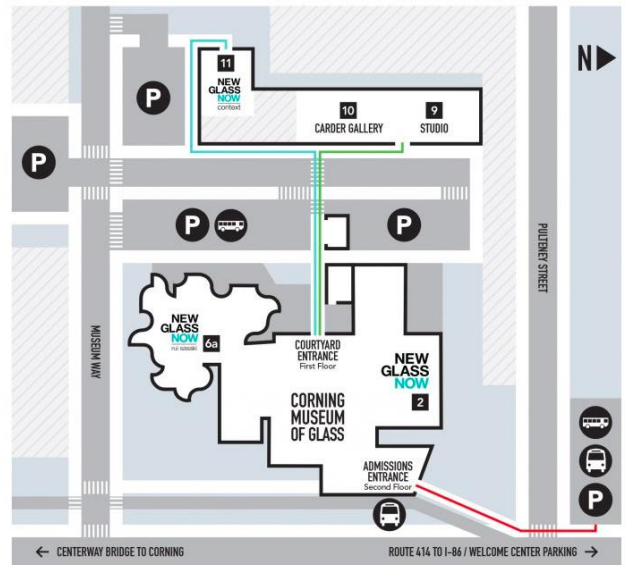 N
11
NEW
GLASS
NOW
context
10
CARDER GALLERY
9
STUDIO
P
P
P
P
PULTENEY STREET
MUSEUM WAY
NEW
GLASS
NOW
rui sasaki
6a
COURTYARD
ENTRANCE
First Floor
NEW
GLASS
NOW
2
CORNING
MUSEUM
OF GLASS
ADMISSIONS
ENTRANCE
Second Floor
P
← CENTERWAY BRIDGE TO CORNING
ROUTE 414 TO I-86 / WELCOME CENTER PARKING →